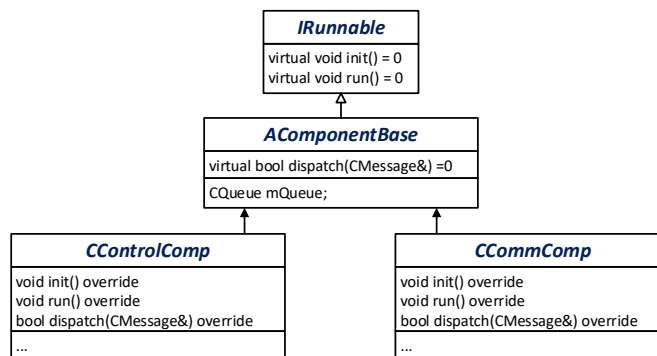 IRunnable
virtual void init() = 0
virtual void run() = 0
AComponentBase
virtual bool dispatch(CMessage&) =0
CQueue mQueue;
CControlComp
void init() override
void run() override
bool dispatch(CMessage&) override
...
CCommComp
void init() override
void run() override
bool dispatch(CMessage&) override
...